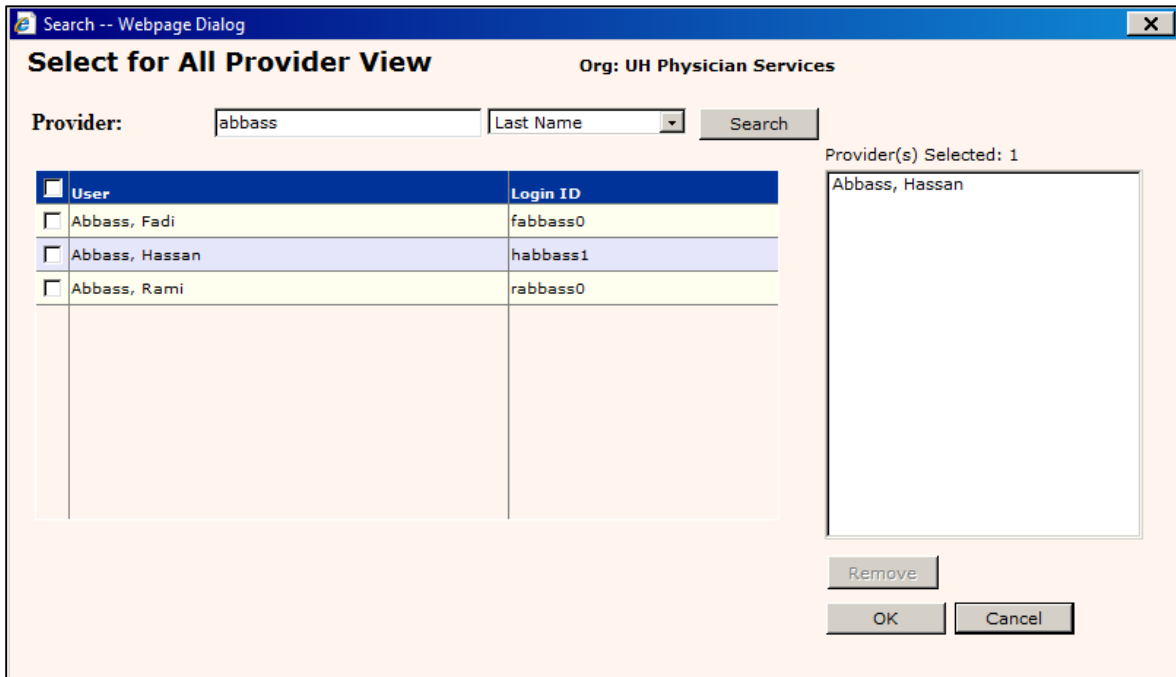 Search -- Webpage Dialog
Select for All Provider View Org: UH Physician Services
Provider: abbass Last Name Search
Provider(s) Selected: 1
User Login ID
Abbass, Hassan
Abbass, Fadi fabbass0
Abbass, Hassan habbass1
Abbass, Rami rabbass0
Remove
OK Cancel